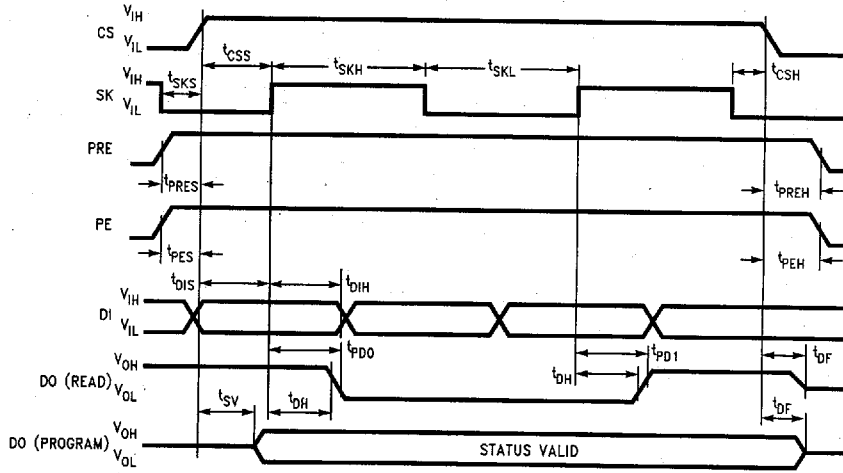 V_IH
CS
V_IL
t_CSS
t_SKH
t_SKL
t_CSH
V_IH
t_SKS
SK
V_IL
PRE
t_PRES
t_PREH
PE
t_PES
t_PEH
t_DIS
t_DIH
V_IH
DI
V_IL
t_PD0
t_PD1
t_DF
V_OH
DO (READ)
V_OL
t_SV
t_DH
t_DH
t_DF
V_OH
DO (PROGRAM)
V_OL
STATUS VALID